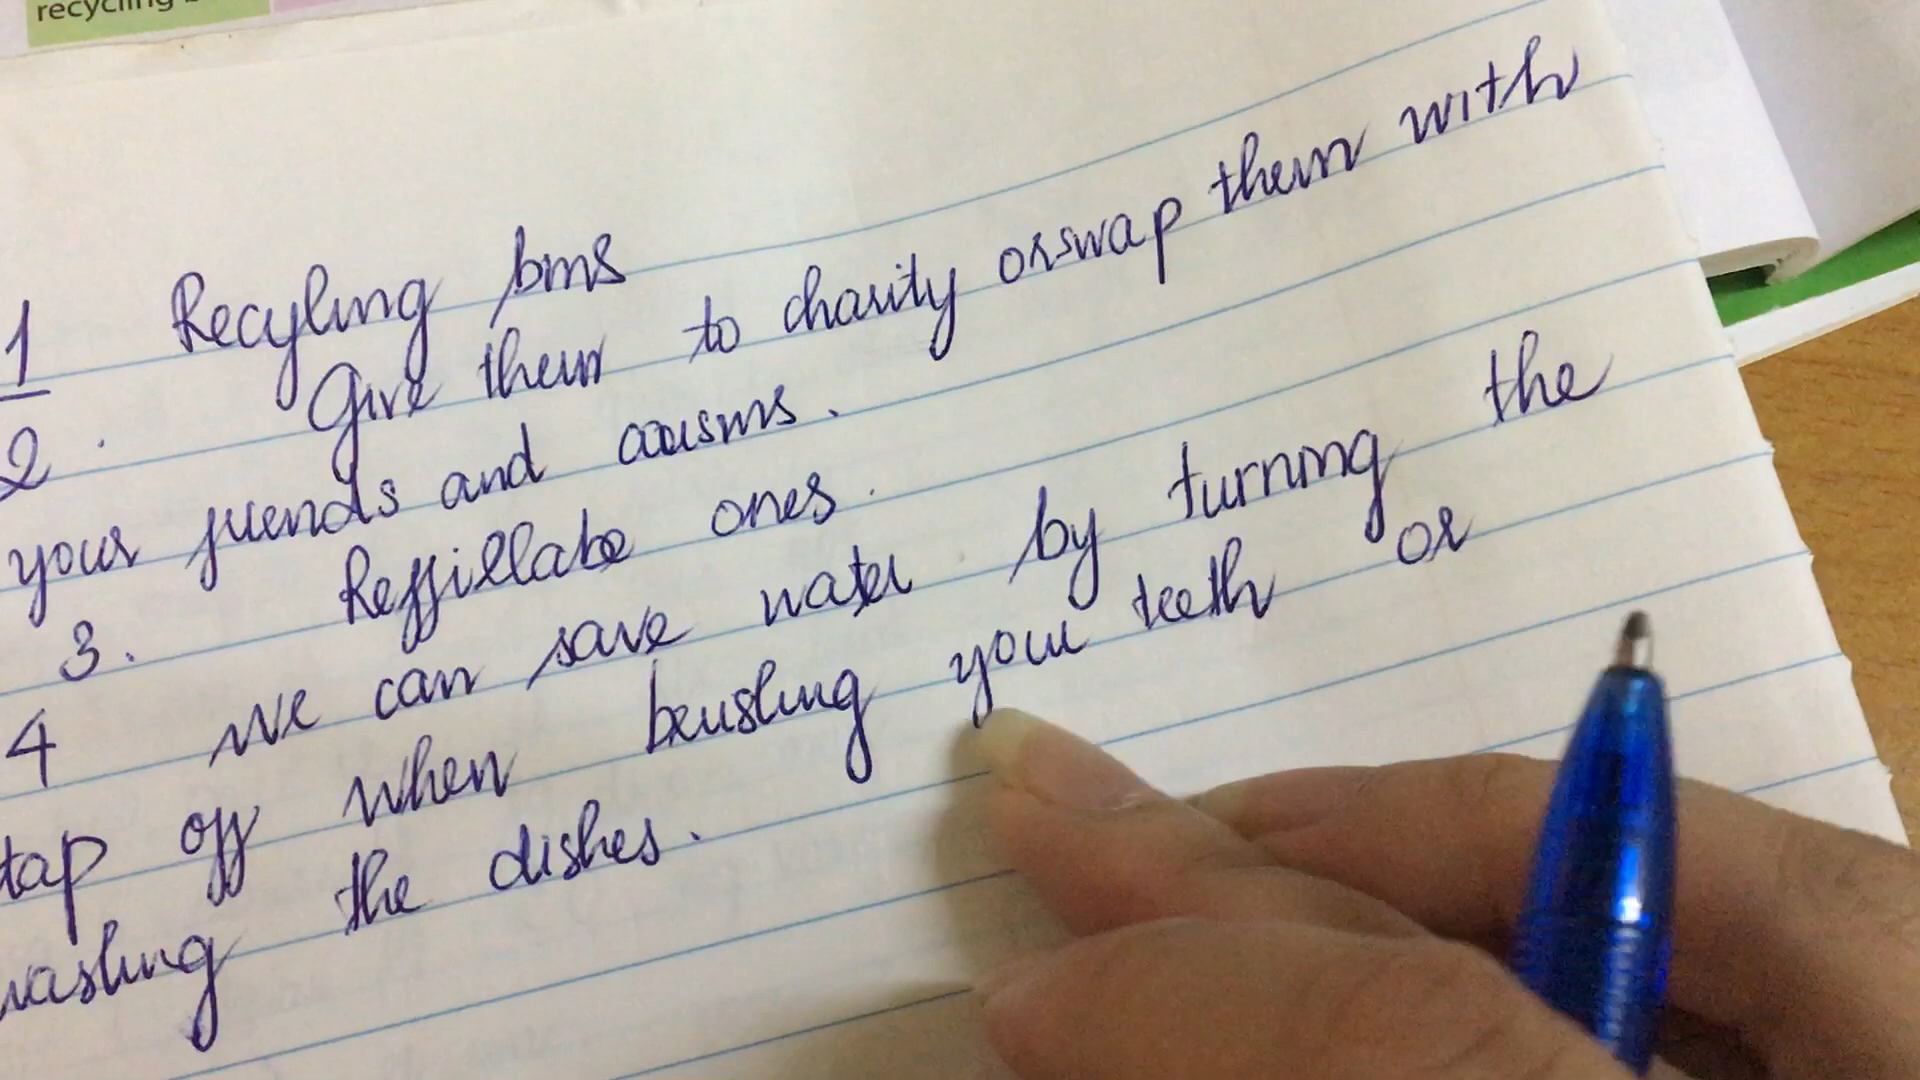 recycling
1 Recyling bins
2. Give them to charity or swap them with
your friends and cousins.
3. Reffillabe ones.
4 We can save water by turning the
tap off when brushing your teeth or
washing the dishes.